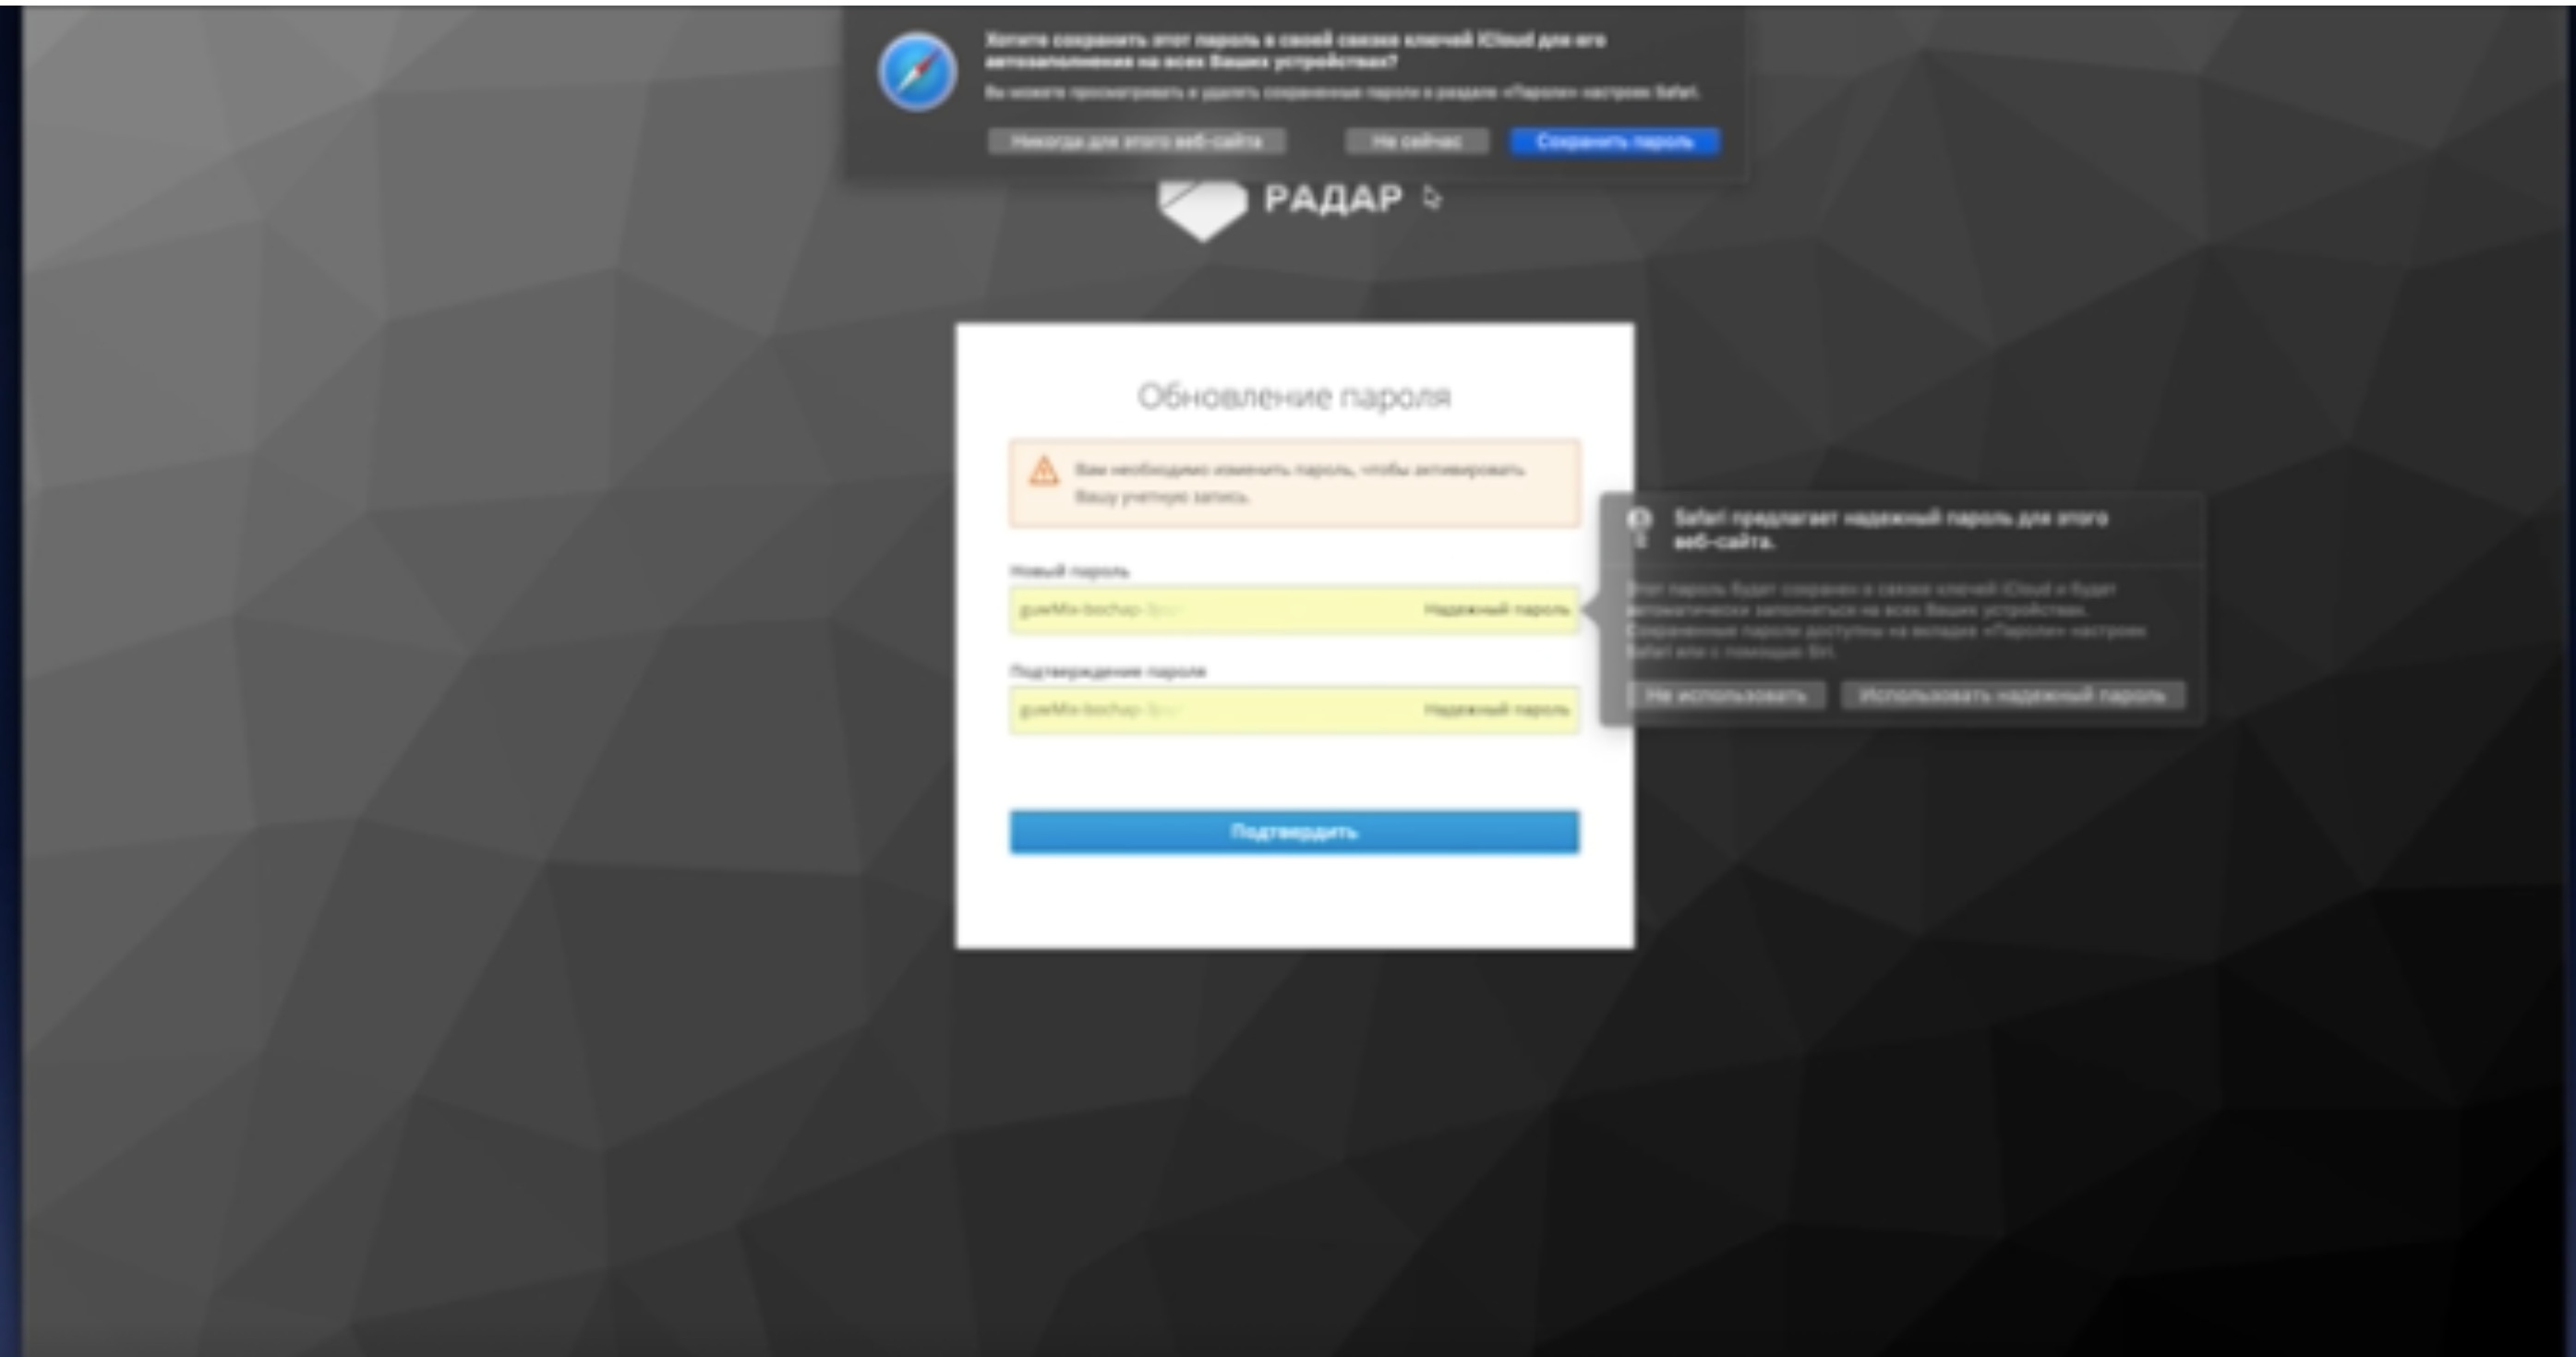 Хотите сохранить этот пароль в своей связке ключей iCloud для его
автозаполнения на всех Ваших устройствах?
Вы можете просматривать и удалять сохраненные пароли в разделе «Пароли» настроек Safari.
Никогда для этого веб-сайта
Не сейчас
Сохранить пароль
РАДАР
Обновление пароля
Вам необходимо изменить пароль, чтобы активировать
Вашу учетную запись.
Safari предлагает надежный пароль для этого
веб-сайта.
Этот пароль будет сохранен в связке ключей iCloud и будет
автоматически заполняться на всех Ваших устройствах.
Сохраненные пароли доступны на вкладке «Пароли» настроек
Safari или с помощью Siri.
Не использовать
Использовать надежный пароль
Новый пароль
Надежный пароль
Подтверждение пароля
Надежный пароль
Подтвердить